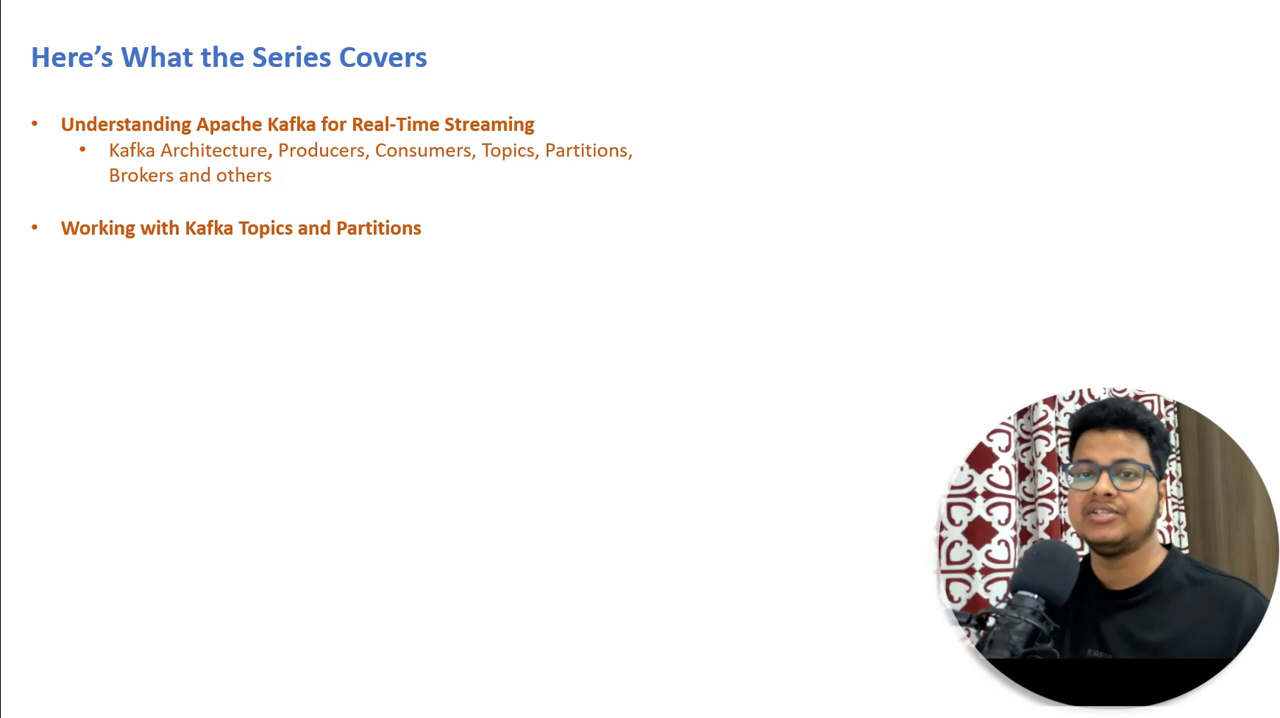 Here’s What the Series Covers
• Understanding Apache Kafka for Real-Time Streaming
• Kafka Architecture, Producers, Consumers, Topics, Partitions,
Brokers and others
• Working with Kafka Topics and Partitions